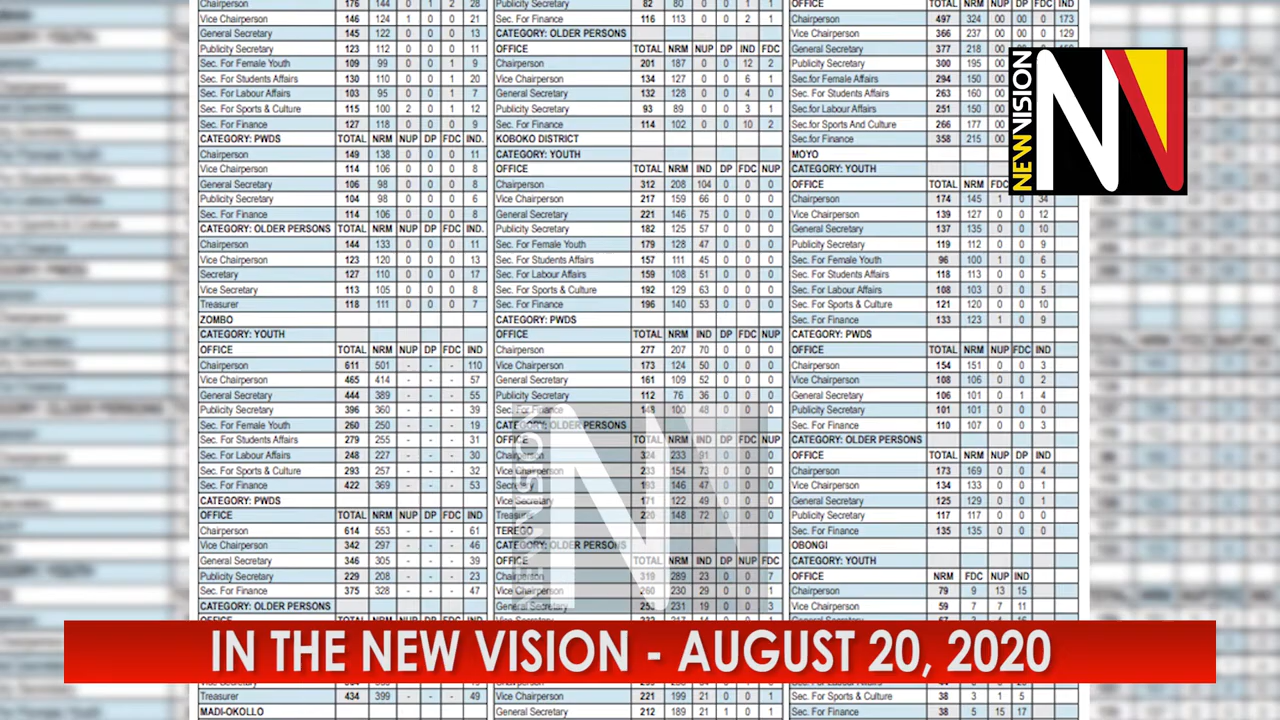 Chairperson 176 144 0 1 2 28
Vice Chairperson 146 124 1 0 0 21
General Secretary 145 122 0 0 0 13
Publicity Secretary 123 112 0 0 0 11
Sec. For Female Youth 109 99 0 0 1 9
Sec. For Students Affairs 130 110 0 0 1 20
Sec. For Labour Affairs 103 95 0 0 1 7
Sec. For Sports & Culture 115 100 2 0 1 12
Sec. For Finance 127 118 0 0 0 9
CATEGORY: PWDS TOTAL NRM NUP DP FDC IND.
Chairperson 149 138 0 0 0 11
Vice Chairperson 114 106 0 0 0 8
General Secretary 106 98 0 0 0 8
Publicity Secretary 104 98 0 0 0 6
Sec. For Finance 114 106 0 0 0 8
CATEGORY: OLDER PERSONS TOTAL NRM NUP DP FDC IND.
Chairperson 144 133 0 0 0 11
Vice Chairperson 123 120 0 0 0 13
Secretary 127 110 0 0 0 17
Vice Secretary 113 105 0 0 0 8
Treasurer 118 111 0 0 0 7
ZOMBO
CATEGORY: YOUTH
OFFICE TOTAL NRM NUP DP FDC IND
Chairperson 611 501 - - - 110
Vice Chairperson 465 414 - - - 57
General Secretary 444 389 - - - 55
Publicity Secretary 396 360 - - - 39
Sec. For Female Youth 260 250 - - - 19
Sec. For Students Affairs 279 255 - - - 31
Sec. For Labour Affairs 248 227 - - - 30
Sec. For Sports & Culture 293 257 - - - 32
Sec. For Finance 422 369 - - - 53
CATEGORY: PWDS
OFFICE TOTAL NRM NUP DP FDC IND
Chairperson 614 553 - - - 61
Vice Chairperson 342 297 - - - 46
General Secretary 346 305 - - - 39
Publicity Secretary 229 208 - - - 23
Sec. For Finance 375 328 - - - 47
CATEGORY: OLDER PERSONS
Treasurer 434 399 - - - 49
MADI-OKOLLO
Publicity Secretary 82 80 0 0 1 1
Sec. For Finance 116 113 0 0 2 1
CATEGORY: OLDER PERSONS
OFFICE TOTAL NRM NUP DP IND FDC
Chairperson 201 187 0 0 12 2
Vice Chairperson 134 127 0 0 6 1
General Secretary 132 128 0 0 4 0
Publicity Secretary 93 89 0 0 3 1
Sec. For Finance 114 102 0 0 10 2
KOBOKO DISTRICT
CATEGORY: YOUTH
OFFICE TOTAL NRM IND DP FDC NUP
Chairperson 312 208 104 0 0 0
Vice Chairperson 217 159 66 0 0 0
General Secretary 221 146 75 0 0 0
Publicity Secretary 182 125 57 0 0 0
Sec. For Female Youth 179 128 47 0 0 0
Sec. For Students Affairs 157 111 45 0 0 0
Sec. For Labour Affairs 159 108 51 0 0 0
Sec. For Sports & Culture 192 129 63 0 0 0
Sec. For Finance 196 140 53 0 0 0
CATEGORY: PWDS
OFFICE TOTAL NRM IND DP FDC NUP
Chairperson 277 207 70 0 0 0
Vice Chairperson 173 124 50 0 0 0
General Secretary 161 109 52 0 0 0
Publicity Secretary 112 76 36 0 0 0
Sec. For Finance 148 100 48 0 0 0
CATEGORY: OLDER PERSONS
OFFICE TOTAL NRM IND DP FDC NUP
Chairperson 324 233 91 0 0 0
Vice Chairperson 233 154 73 0 0 0
Secretary 193 146 47 0 0 0
Vice Secretary 171 122 49 0 0 0
Treasurer 220 148 72 0 0 0
TEREGO
CATEGORY: OLDER PERSONS
OFFICE TOTAL NRM IND DP NUP FDC
Chairperson 319 289 23 0 0 7
Vice Chairperson 260 230 29 0 0 1
General Secretary 231 19 0 0 3
Vice Chairperson 221 199 21 0 0 1
General Secretary 212 189 21 1 0 1
OFFICE TOTAL NRM NUP DP FDC IND
Chairperson 497 324 00 00 0 173
Vice Chairperson 366 237 00 00 0 129
General Secretary 377 218 00
Publicity Secretary 300 195 00
Sec.for Female Affairs 294 150 00
Sec. For Students Affairs 263 160 00
Sec.for Labour Affairs 251 150 00
Sec.for Sports And Culture 266 177 00
Sec.for Finance 358 215 00
MOYO
CATEGORY: YOUTH
OFFICE TOTAL NRM NUP FDC
Chairperson 174 145 1 0 34
Vice Chairperson 139 127 0 0 12
General Secretary 137 135 0 0 10
Publicity Secretary 119 112 0 0 9
Sec. For Female Youth 96 100 1 0 6
Sec. For Students Affairs 118 113 0 0 5
Sec. For Labour Affairs 108 103 0 0 5
Sec. For Sports & Culture 121 120 0 0 10
Sec. For Finance 133 123 1 0 9
CATEGORY: PWDS
OFFICE TOTAL NRM NUP FDC IND
Chairperson 154 151 0 0 3
Vice Chairperson 108 106 0 0 2
General Secretary 106 101 0 1 4
Publicity Secretary 101 101 0 0 0
Sec. For Finance 110 107 0 0 3
CATEGORY: OLDER PERSONS
OFFICE TOTAL NRM NUP DP IND
Chairperson 173 169 0 0 4
Vice Chairperson 134 133 0 0 1
General Secretary 125 129 0 0 1
Publicity Secretary 117 117 0 0 0
Sec. For Finance 135 135 0 0 0
OBONGI
CATEGORY: YOUTH
OFFICE NRM FDC NUP IND
Chairperson 79 9 13 15
Vice Chairperson 59 7 7 11
Sec. For Sports & Culture 38 3 1 5
Sec. For Finance 38 5 15 17
NEW VISION
NEW VISION
IN THE NEW VISION - AUGUST 20, 2020